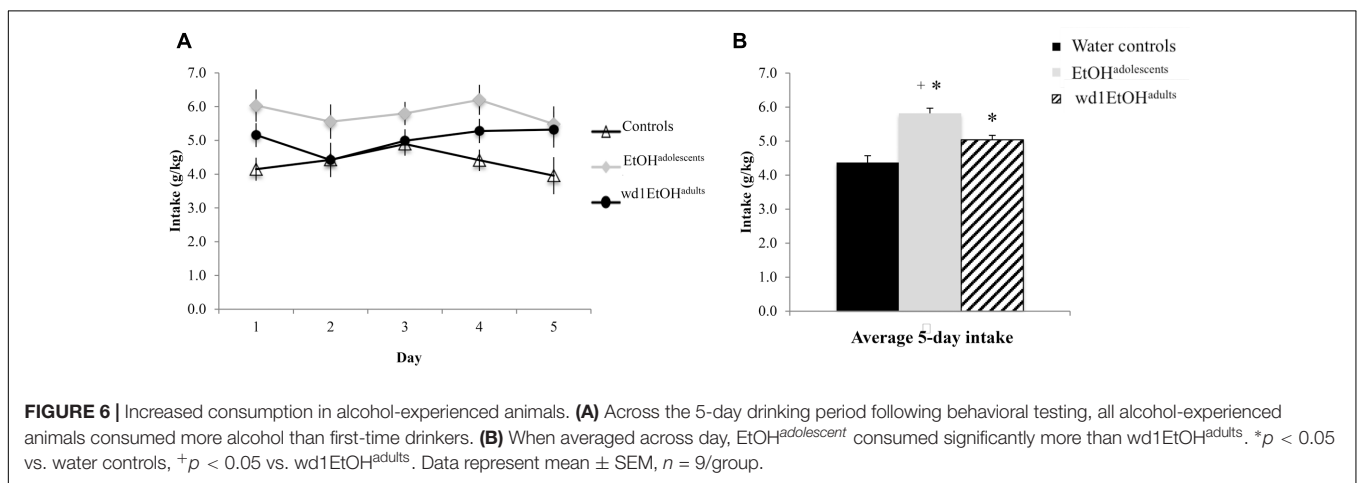 A
7.0
6.0
5.0
4.0
3.0
2.0
1.0
0.0
Intake (g/kg)
1 2 3 4 5
Day
Controls
EtOHadolescents
wd1EtOHadults
B
7.0
6.0
5.0
4.0
3.0
2.0
1.0
0.0
Intake (g/kg)
+ *
*
Average 5-day intake
Water controls
EtOHadolescents
wd1EtOHadults
FIGURE 6 | Increased consumption in alcohol-experienced animals. (A) Across the 5-day drinking period following behavioral testing, all alcohol-experienced
animals consumed more alcohol than first-time drinkers. (B) When averaged across day, EtOHadolescent consumed significantly more than wd1EtOHadults. *p < 0.05
vs. water controls, +p < 0.05 vs. wd1EtOHadults. Data represent mean ± SEM, n = 9/group.